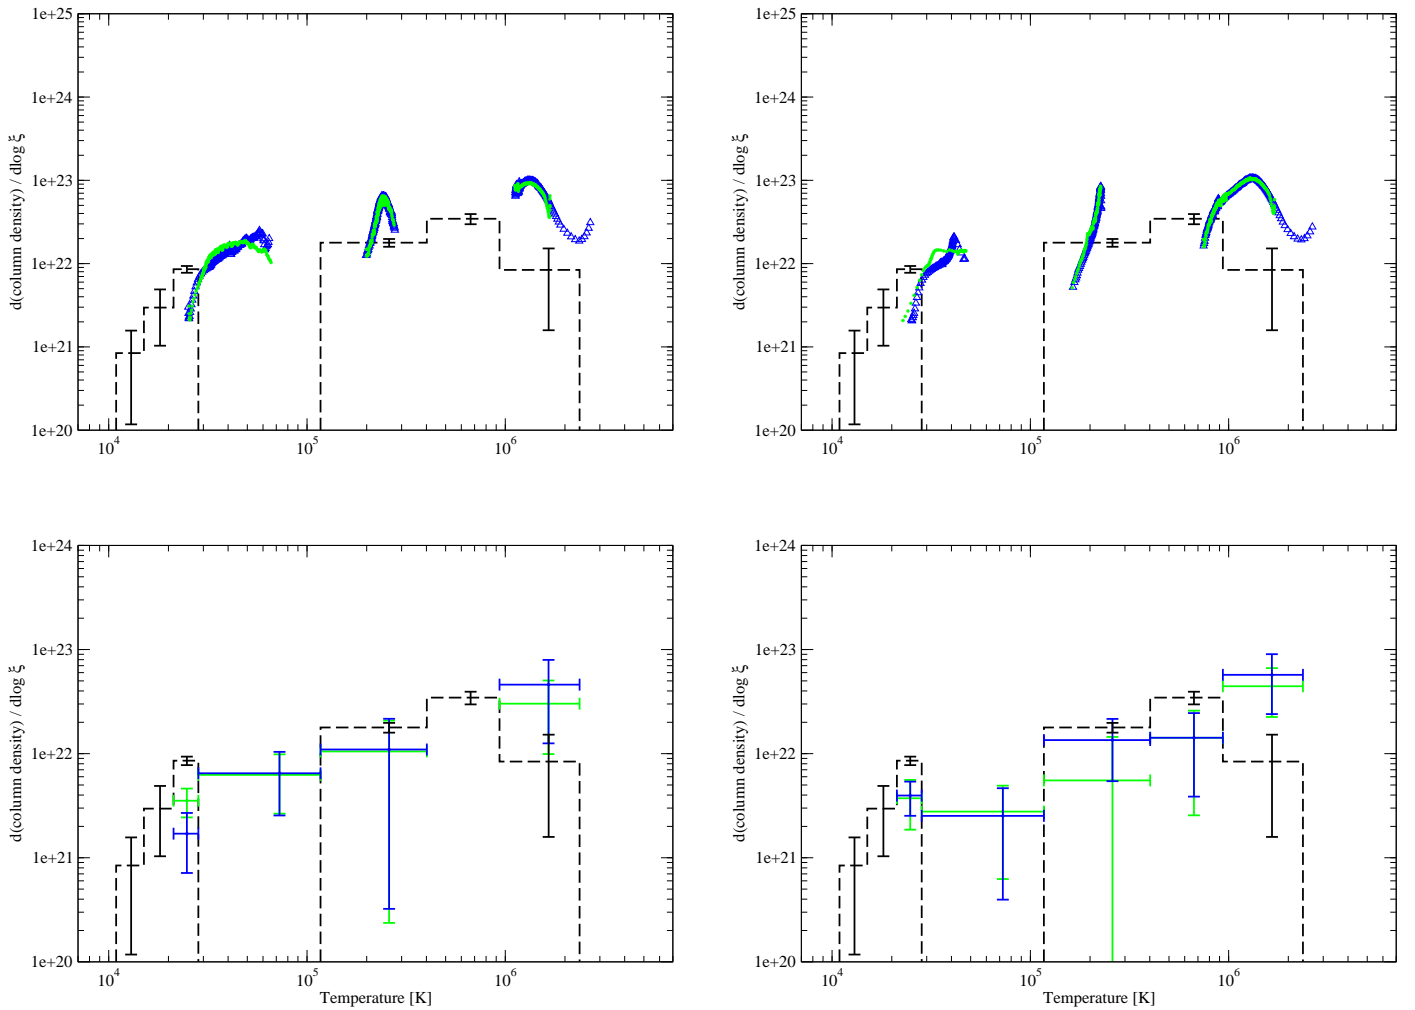 1e+25
1e+24
1e+23
1e+22
1e+21
1e+20
d(column density) / dlog ξ
10^4
10^5
10^6
1e+25
1e+24
1e+23
1e+22
1e+21
1e+20
d(column density) / dlog ξ
10^4
10^5
10^6
1e+24
1e+23
1e+22
1e+21
1e+20
d(column density) / dlog ξ
10^4
10^5
10^6
Temperature [K]
1e+24
1e+23
1e+22
1e+21
1e+20
d(column density) / dlog ξ
10^4
10^5
10^6
Temperature [K]